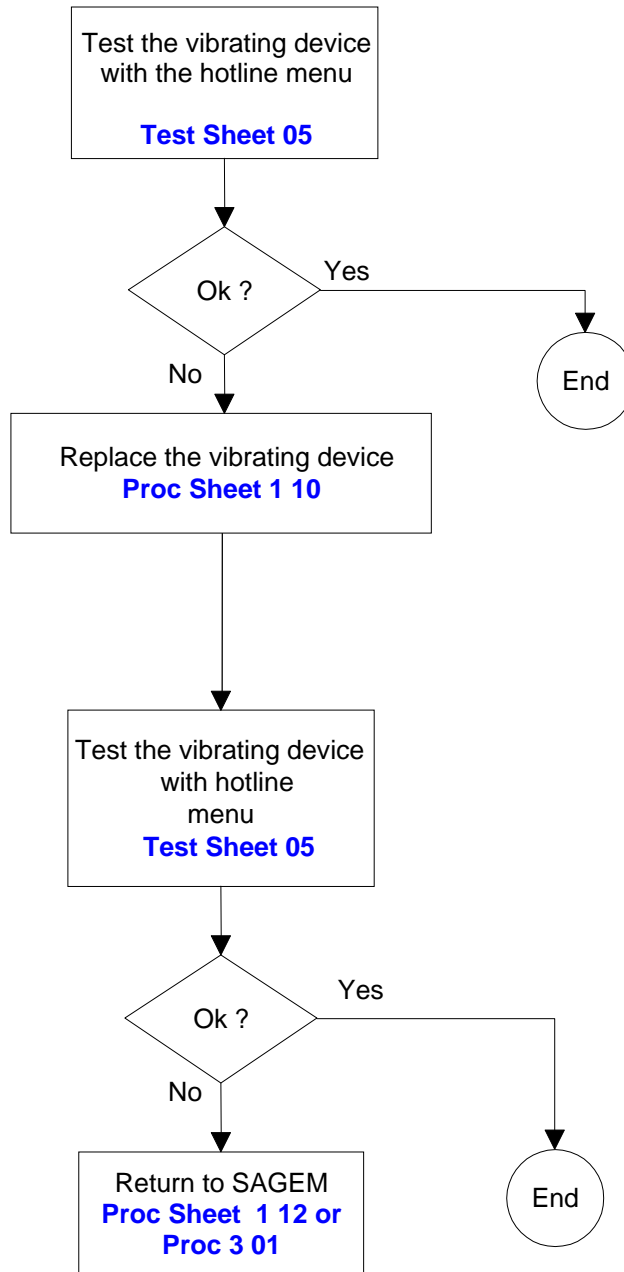 Test the vibrating device
with the hotline menu
Test Sheet 05
Ok ?
Yes
End
No
Replace the vibrating device
Proc Sheet 1 10
Test the vibrating device
with hotline
menu
Test Sheet 05
Ok ?
Yes
End
No
Return to SAGEM
Proc Sheet 1 12 or
Proc 3 01